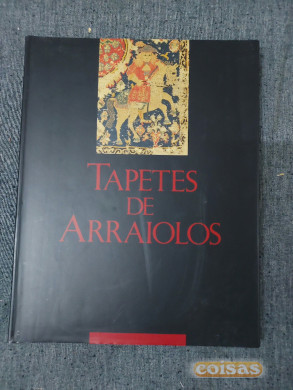 TAPETES
DE
ARRAIOLOS
coisas